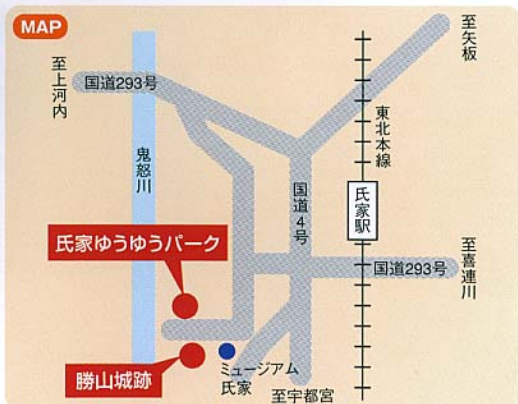 MAP
至矢板
至上河内
国道293号
東北本線
鬼怒川
国道4号
氏家駅
氏家ゆうゆうパーク
至喜連川
国道293号
勝山城跡
ミュージアム
氏家
至宇都宮